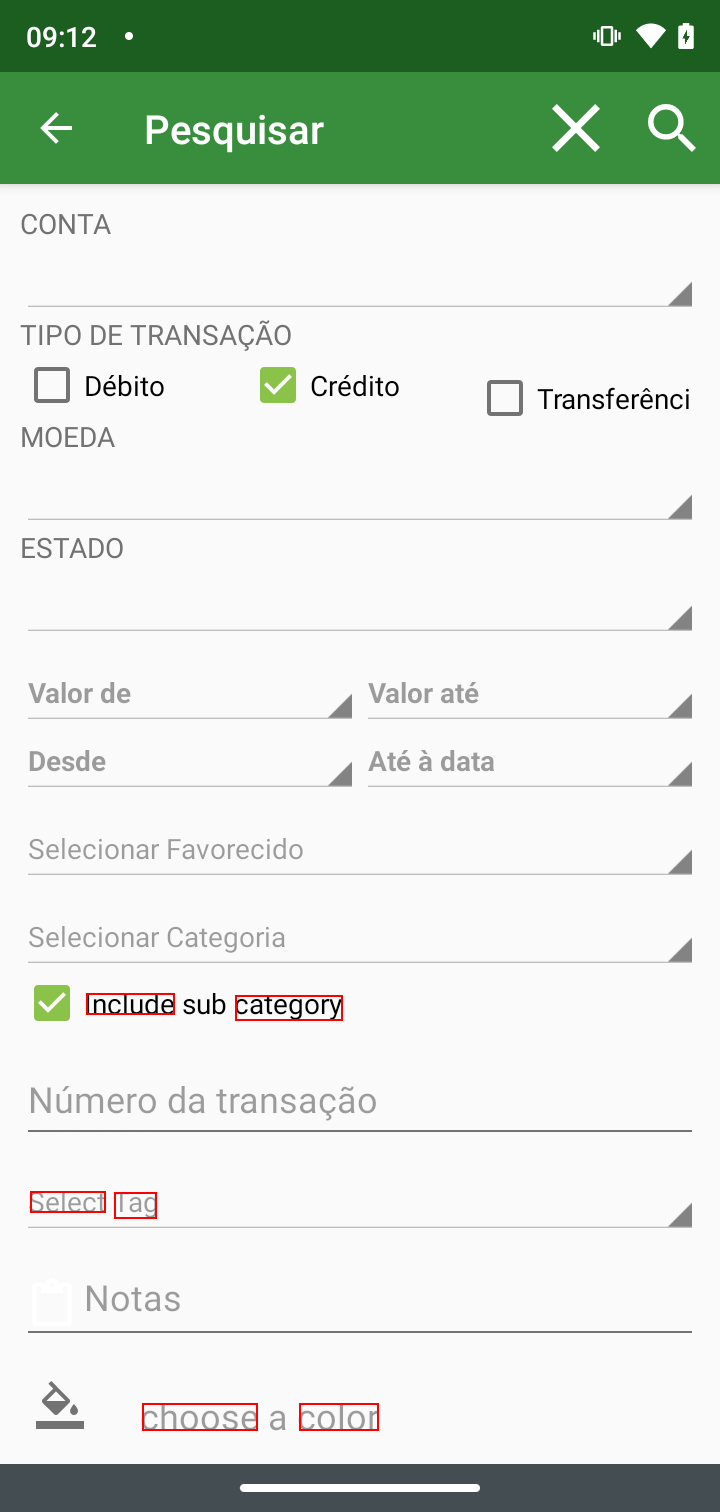 09:12
Pesquisar
CONTA
TIPO DE TRANSAÇÃO
Débito Crédito Transferênci
MOEDA
ESTADO
Valor de Valor até
Desde Até à data
Selecionar Favorecido
Selecionar Categoria
Include sub category
Número da transação
Select Tag
Notas
choose a color